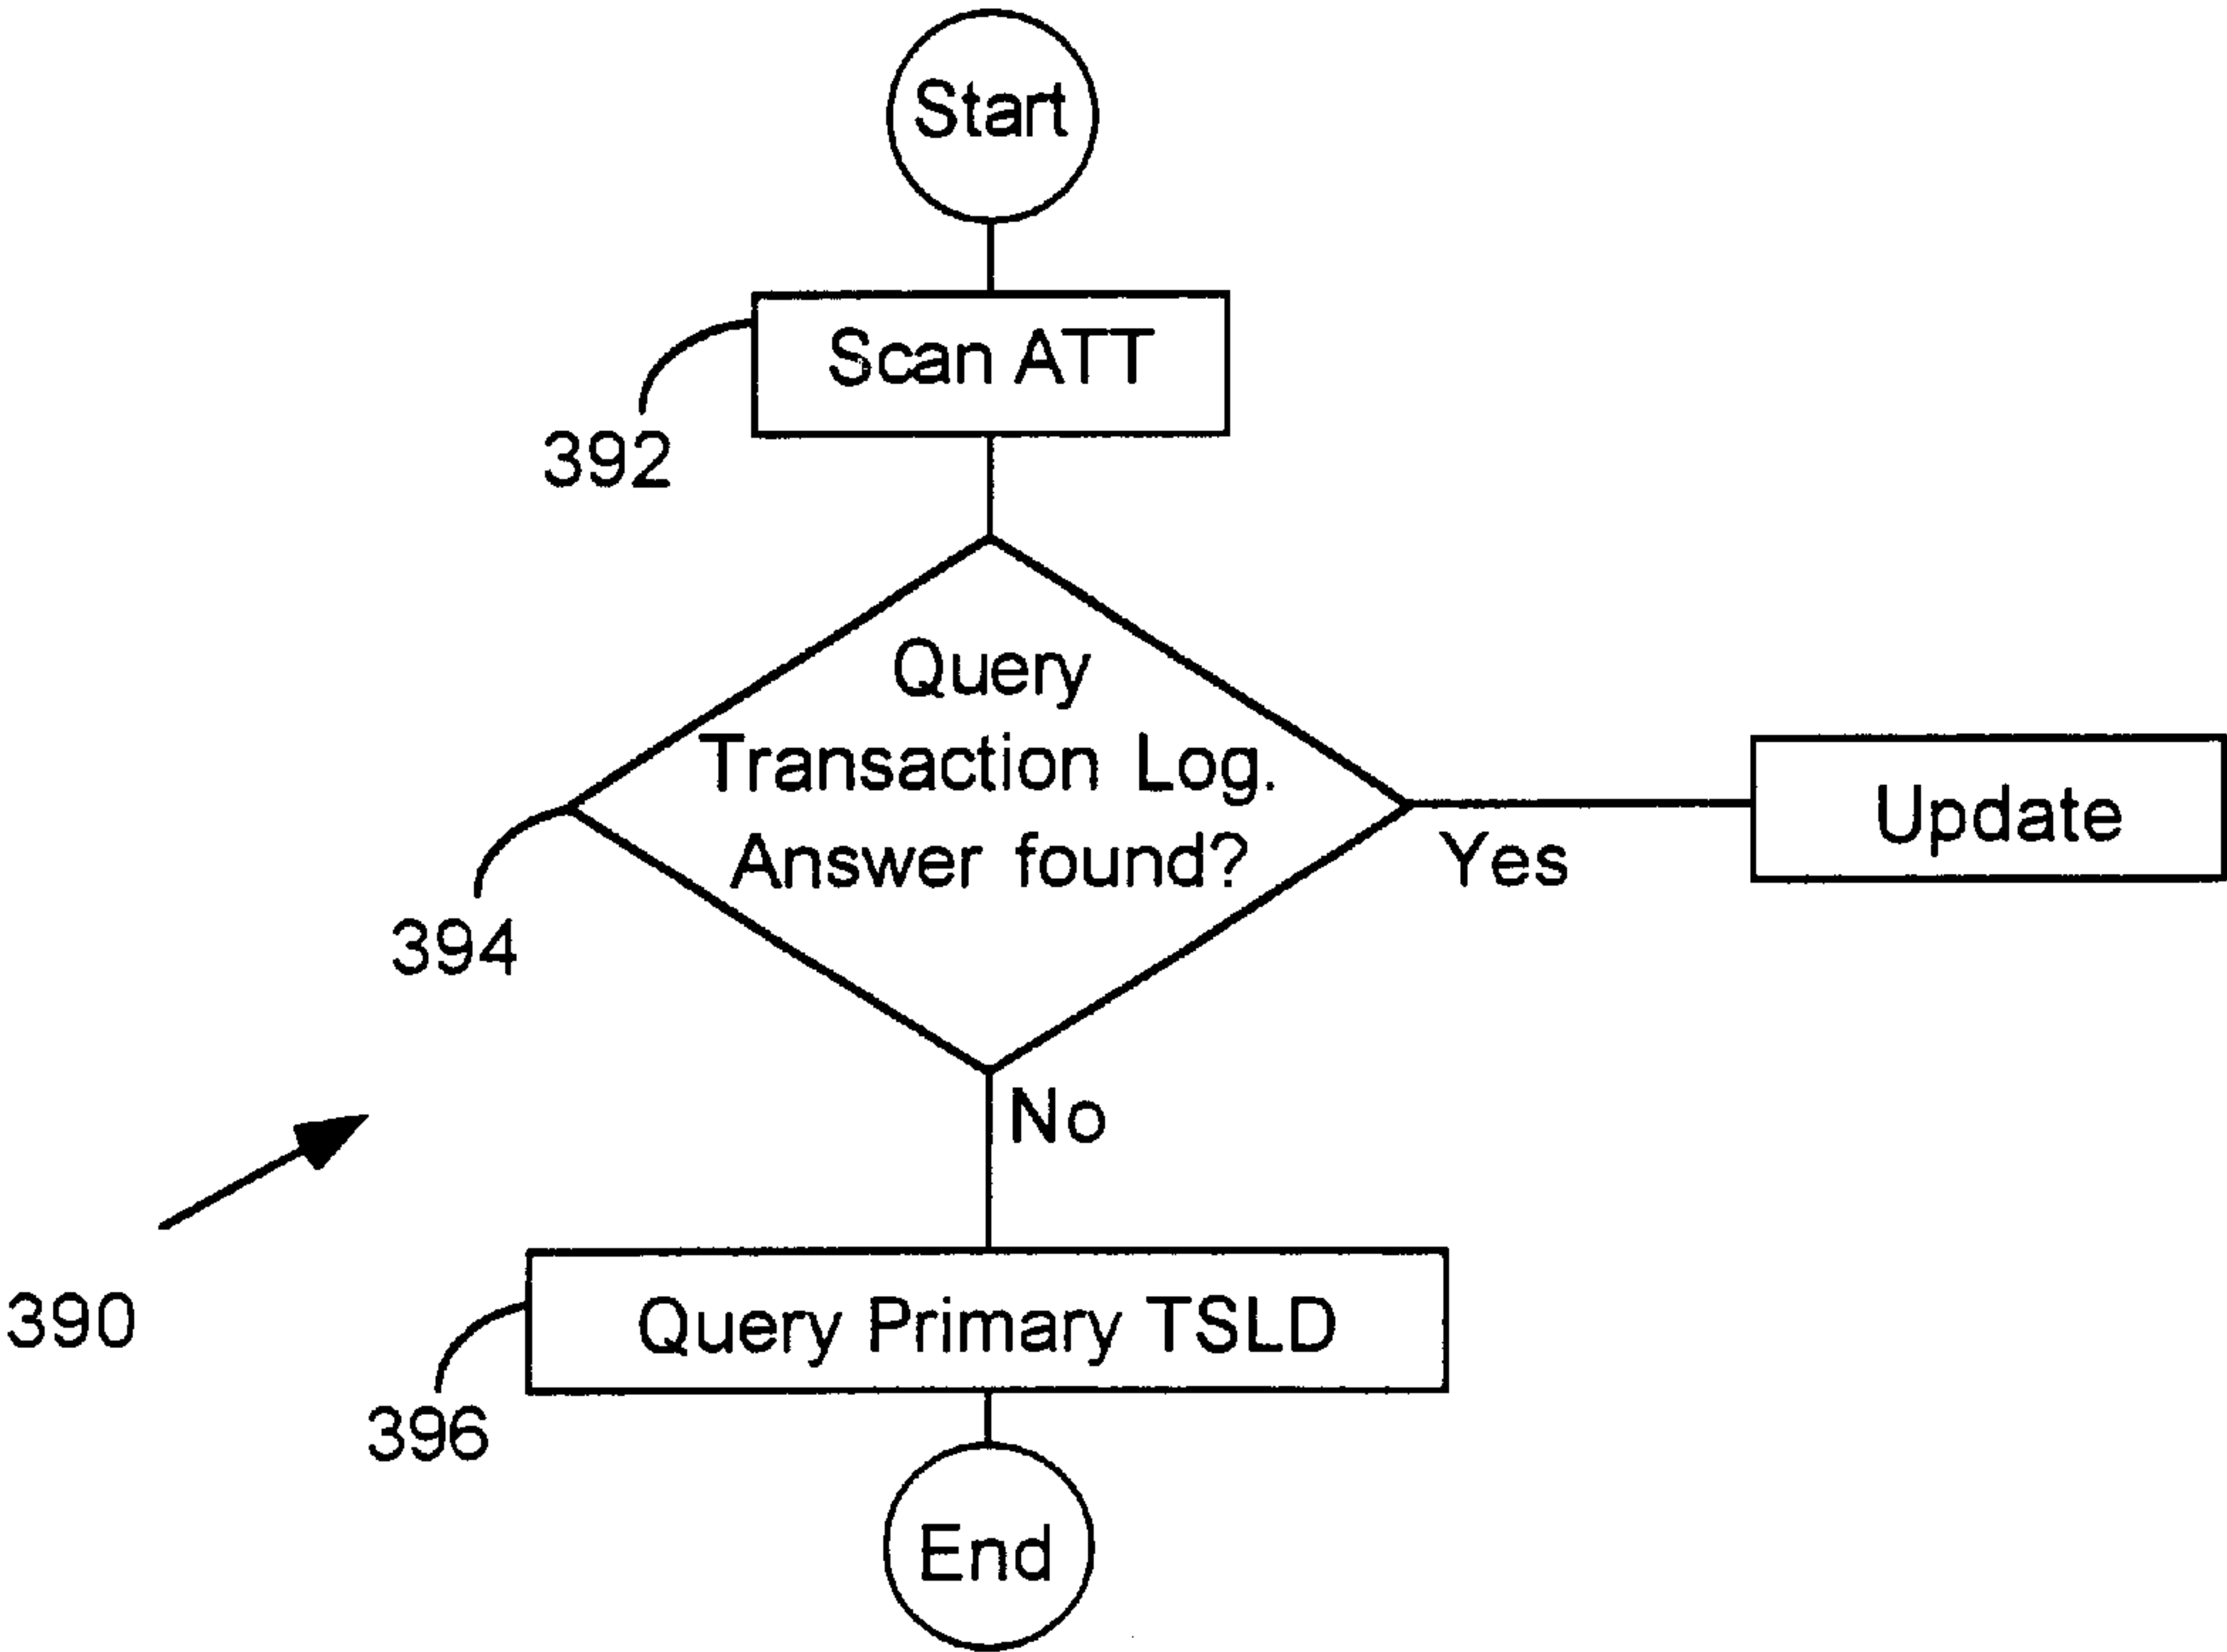 Start
Scan ATT
392
Query
Transaction Log.
Answer found?
Yes
Update
394
No
390
Query Primary TSLD
396
End